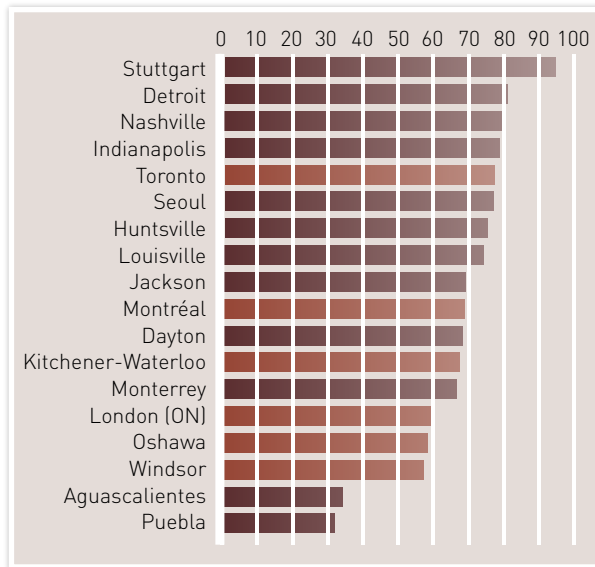 0 10 20 30 40 50 60 70 80 90 100
Stuttgart
Detroit
Nashville
Indianapolis
Toronto
Seoul
Huntsville
Louisville
Jackson
Montréal
Dayton
Kitchener-Waterloo
Monterrey
London (ON)
Oshawa
Windsor
Aguascalientes
Puebla